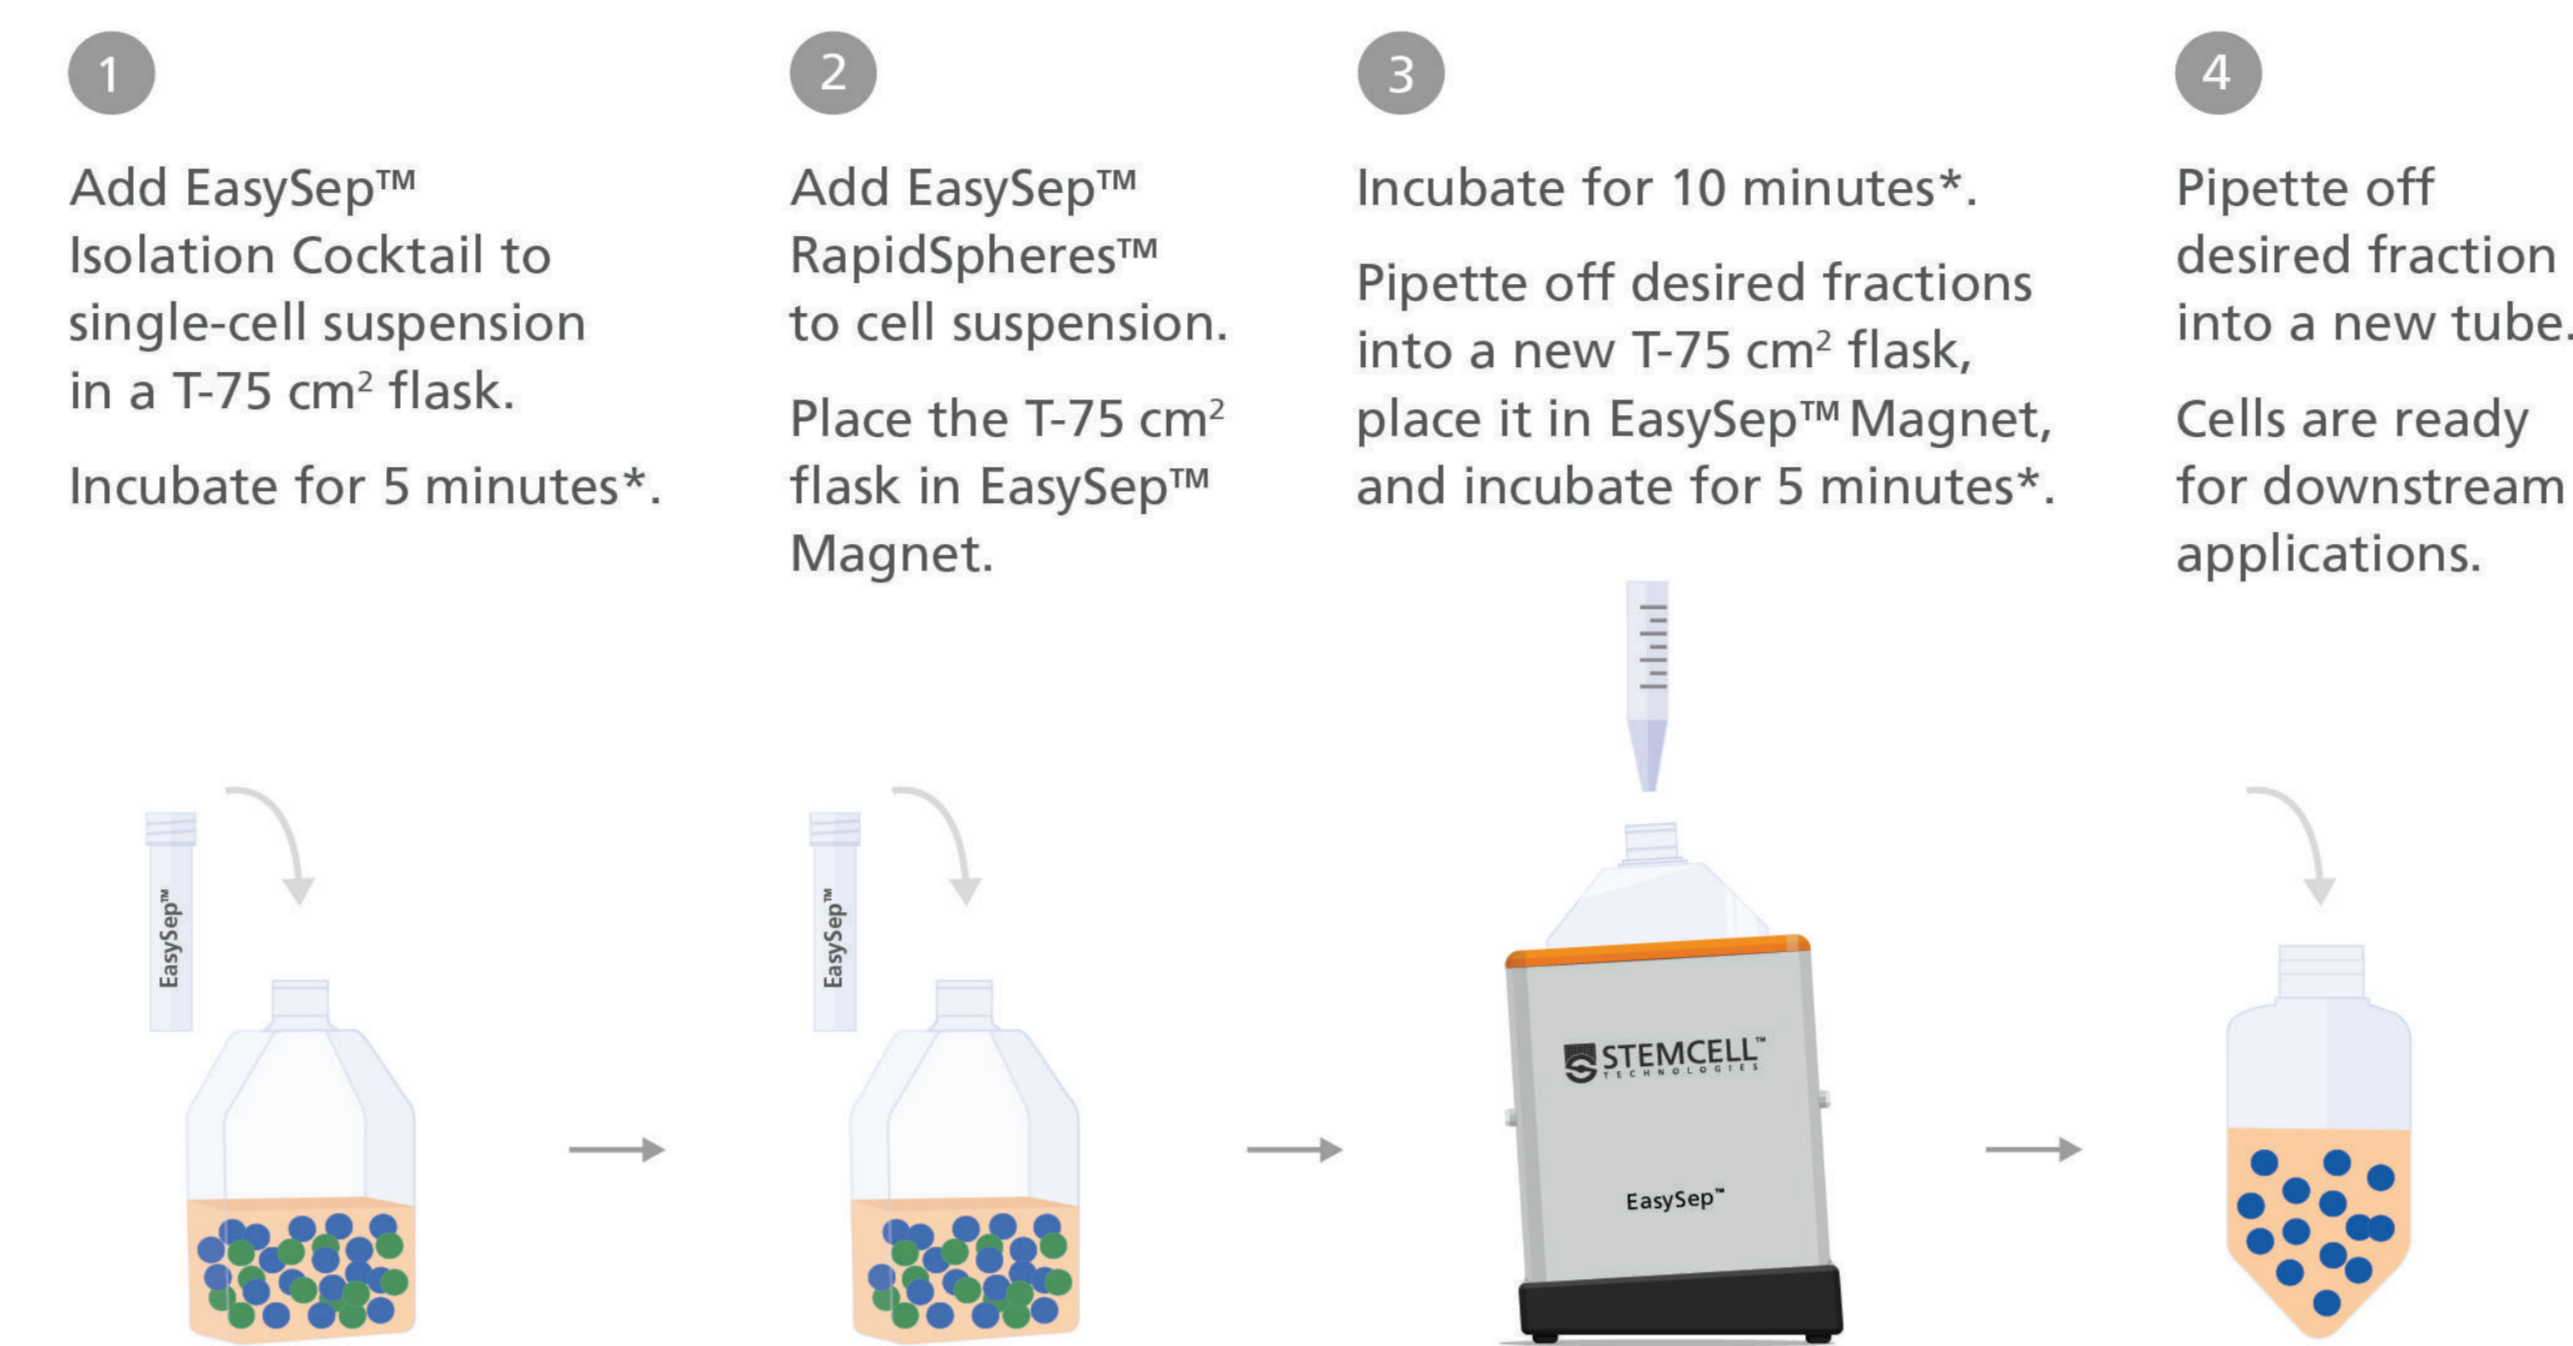 1
Add EasySep™
Isolation Cocktail to
single-cell suspension
in a T-75 cm² flask.
Incubate for 5 minutes*.
2
Add EasySep™
RapidSpheres™
to cell suspension.
Place the T-75 cm²
flask in EasySep™
Magnet.
3
Incubate for 10 minutes*.
Pipette off desired fractions
into a new T-75 cm² flask,
place it in EasySep™ Magnet,
and incubate for 5 minutes*.
4
Pipette off
desired fraction
into a new tube.
Cells are ready
for downstream
applications.
EasySep™
EasySep™
STEMCELL™
TECHNOLOGIES
EasySep™